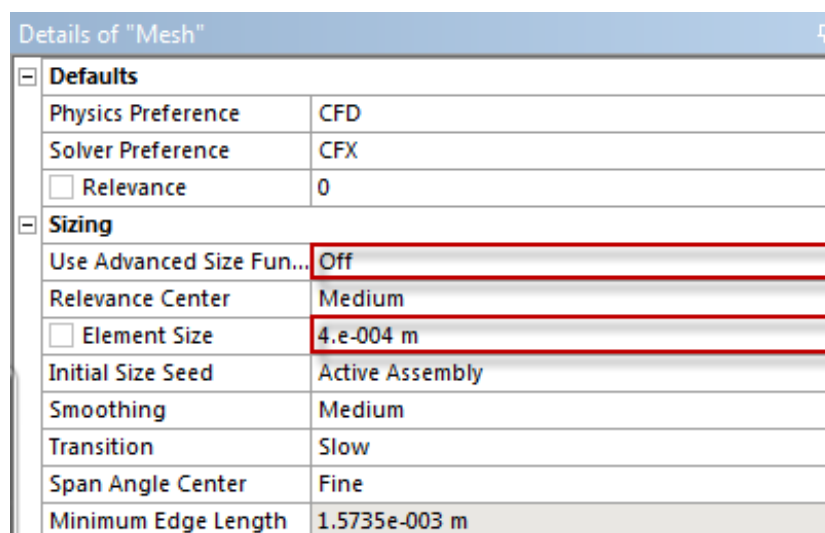 Details of "Mesh"
Defaults
Physics Preference CFD
Solver Preference CFX
Relevance 0
Sizing
Use Advanced Size Fun... Off
Relevance Center Medium
Element Size 4.e-004 m
Initial Size Seed Active Assembly
Smoothing Medium
Transition Slow
Span Angle Center Fine
Minimum Edge Length 1.5735e-003 m